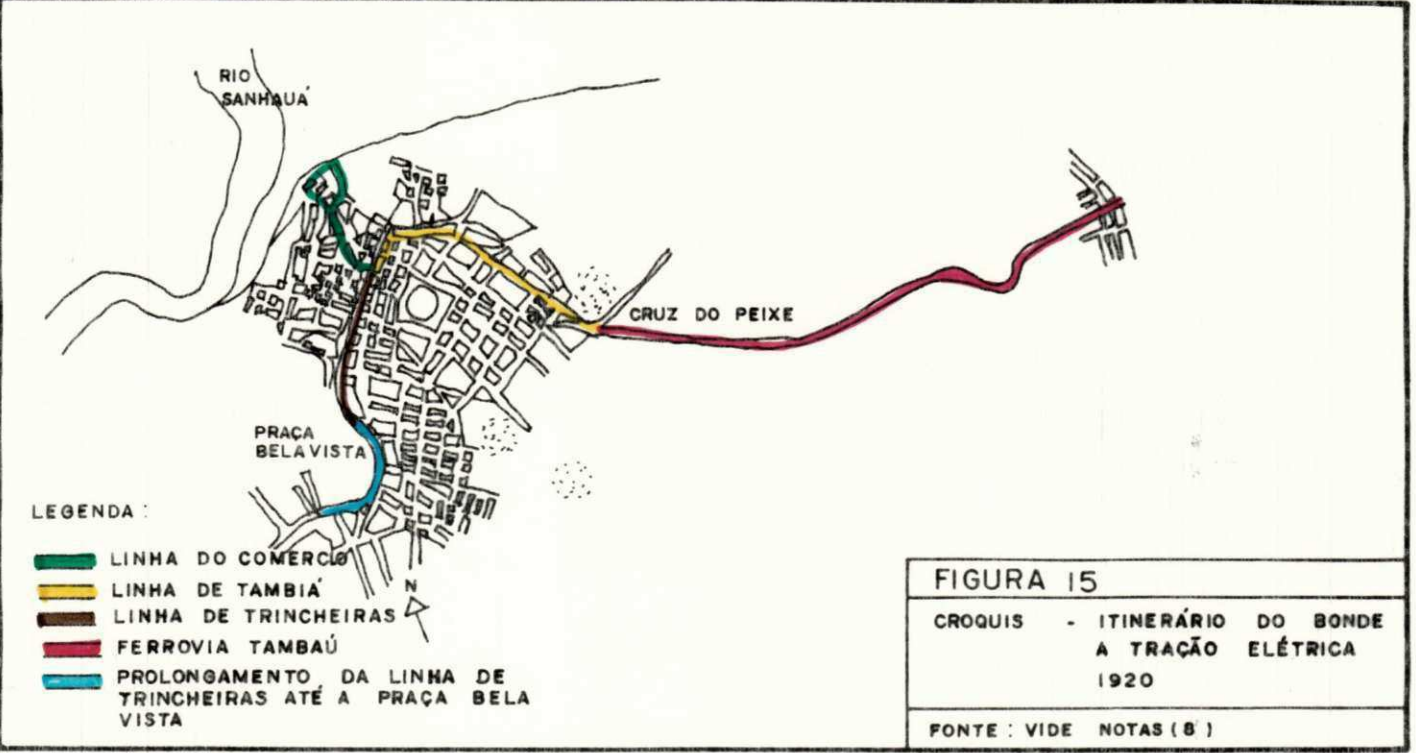 RIO
SANHAUÁ
CRUZ DO PEIXE
PRAÇA
BELA VISTA
LEGENDA :
LINHA DO COMERCIO
LINHA DE TAMBIÁ
LINHA DE TRINCHEIRAS
FERROVIA TAMBAÚ
PROLONGAMENTO DA LINHA DE
TRINCHEIRAS ATÉ A PRAÇA BELA
VISTA
N
FIGURA 15
CROQUIS - ITINERÁRIO DO BONDE
A TRAÇÃO ELÉTRICA
1920
FONTE : VIDE NOTAS (8)